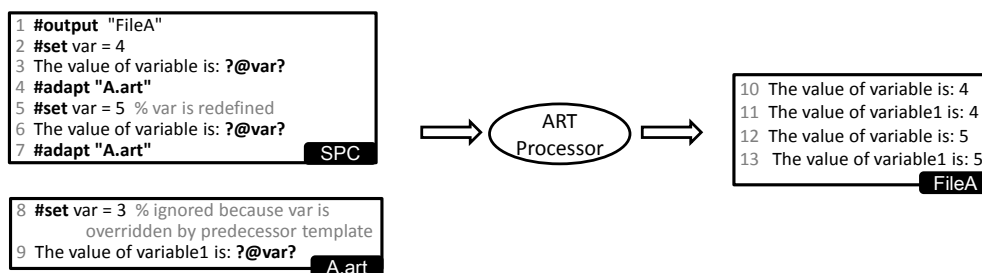 1 #output "FileA"
2 #set var = 4
3 The value of variable is: ?@var?
4 #adapt "A.art"
5 #set var = 5 % var is redefined
6 The value of variable is: ?@var?
7 #adapt "A.art"
SPC
8 #set var = 3 % ignored because var is
overridden by predecessor template
9 The value of variable1 is: ?@var?
A.art
ART
Processor
10 The value of variable is: 4
11 The value of variable1 is: 4
12 The value of variable is: 5
13 The value of variable1 is: 5
FileA